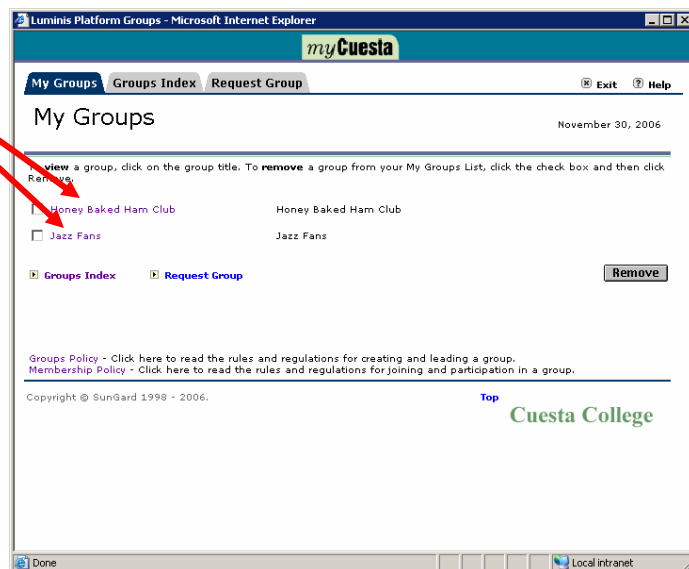 Luminis Platform Groups - Microsoft Internet Explorer
myCuesta
My Groups Groups Index Request Group Exit Help
My Groups
November 30, 2006
To view a group, click on the group title. To remove a group from your My Groups List, click the check box and then click
Remove.
Honey Baked Ham Club Honey Baked Ham Club
Jazz Fans Jazz Fans
Groups Index Request Group Remove
Groups Policy - Click here to read the rules and regulations for creating and leading a group.
Membership Policy - Click here to read the rules and regulations for joining and participation in a group.
Copyright © SunGard 1998 - 2006. Top
Cuesta College
Done Local intranet